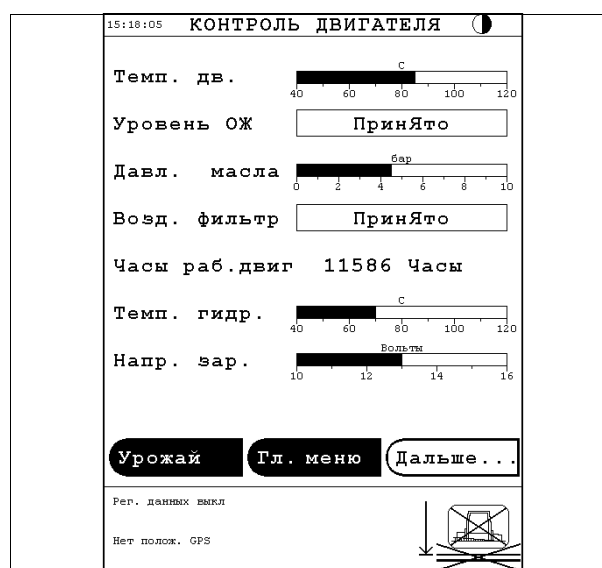 15:18:05 КОНТРОЛЬ ДВИГАТЕЛЯ
Темп. дв.
C
40 60 80 100 120
Уровень ОЖ ПринЯто
Давл. масла
бар
0 2 4 6 8 10
Возд. фильтр ПринЯто
Часы раб.двиг 11586 Часы
Темп. гидр.
C
40 60 80 100 120
Напр. зар.
Вольты
10 12 14 16
Урожай Гл. меню Дальше...
Рег. данных выкл
Нет полож. GPS